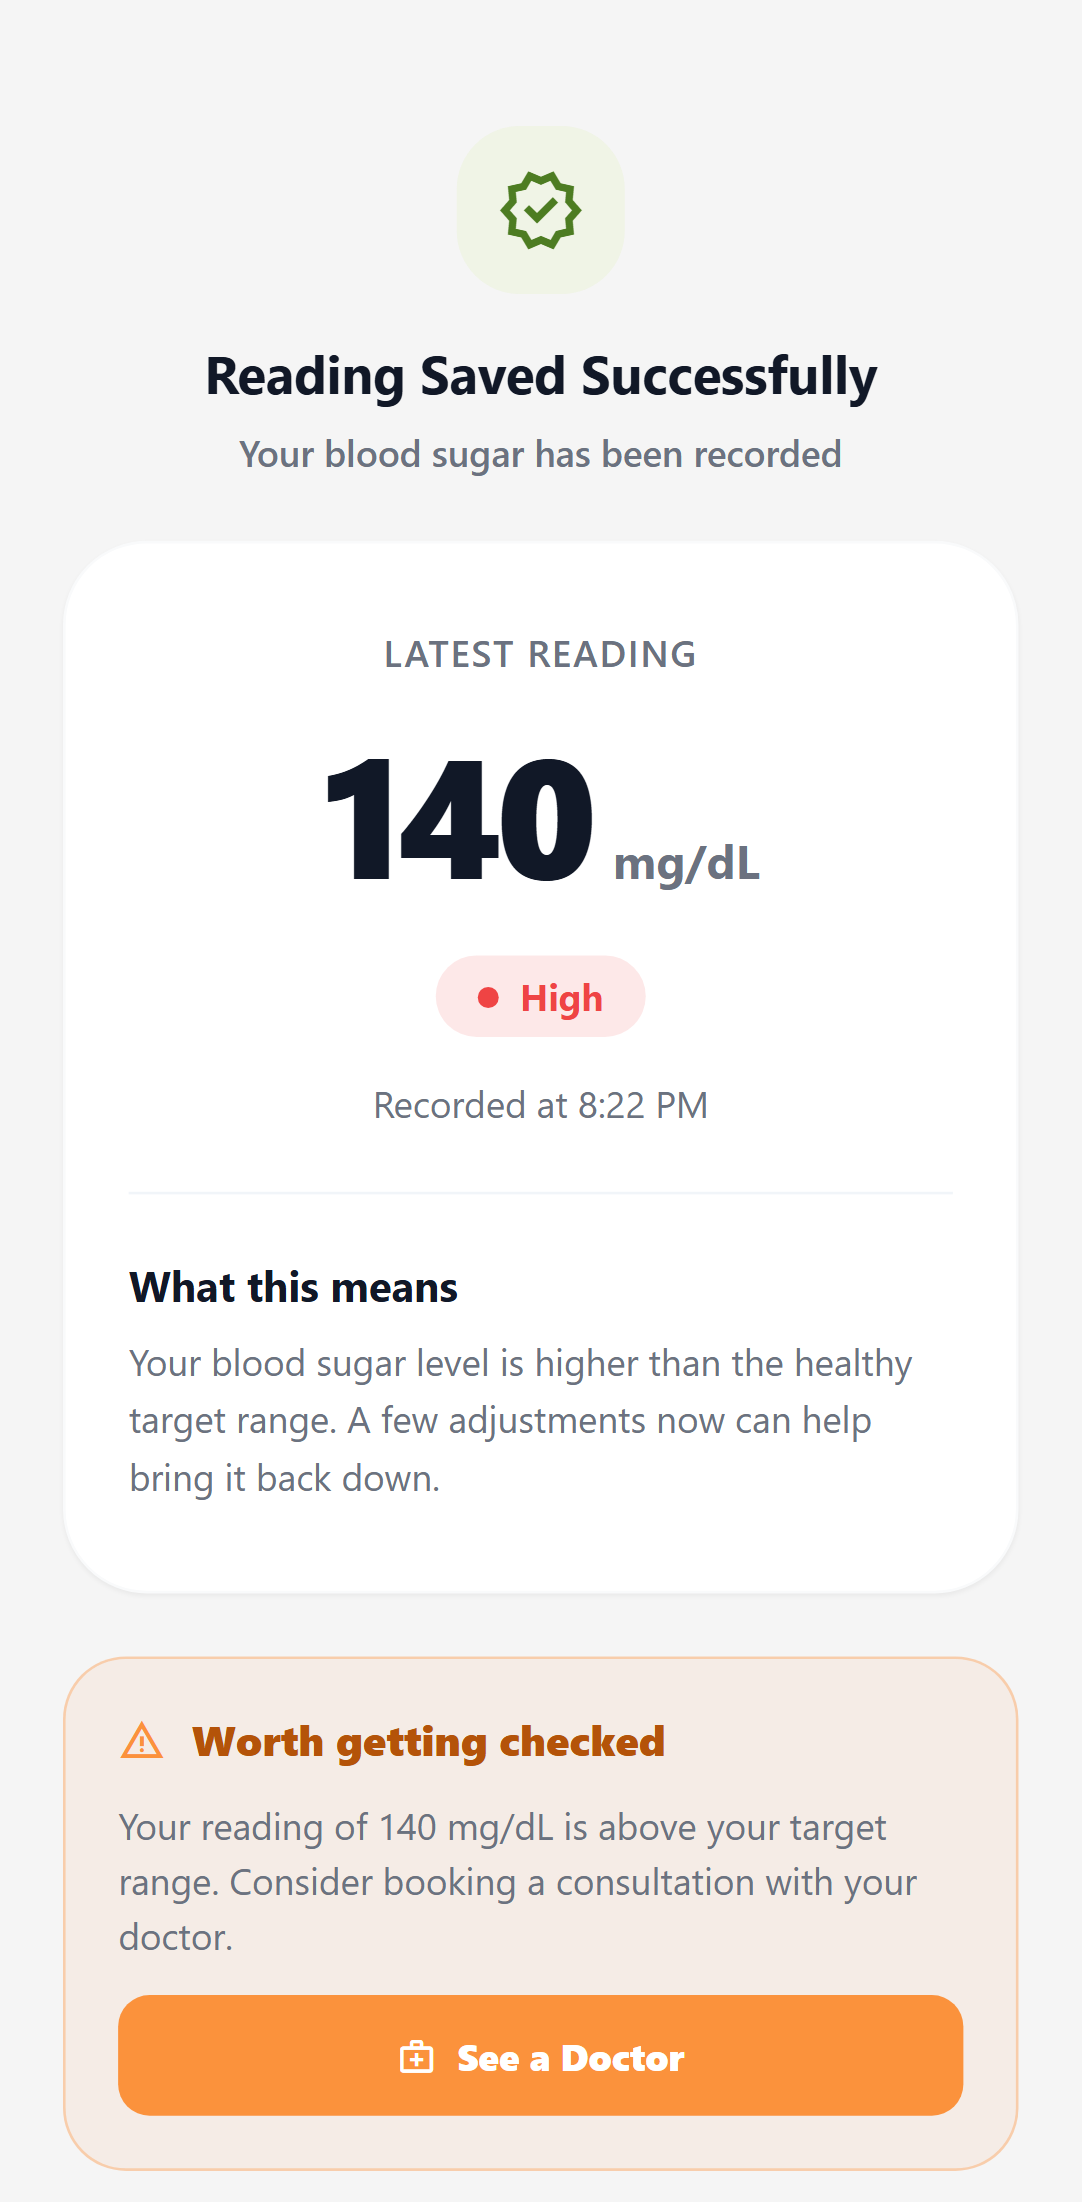 Reading Saved Successfully
Your blood sugar has been recorded
LATEST READING
140 mg/dL
High
Recorded at 8:22 PM
What this means
Your blood sugar level is higher than the healthy
target range. A few adjustments now can help
bring it back down.
Worth getting checked
Your reading of 140 mg/dL is above your target
range. Consider booking a consultation with your
doctor.
See a Doctor